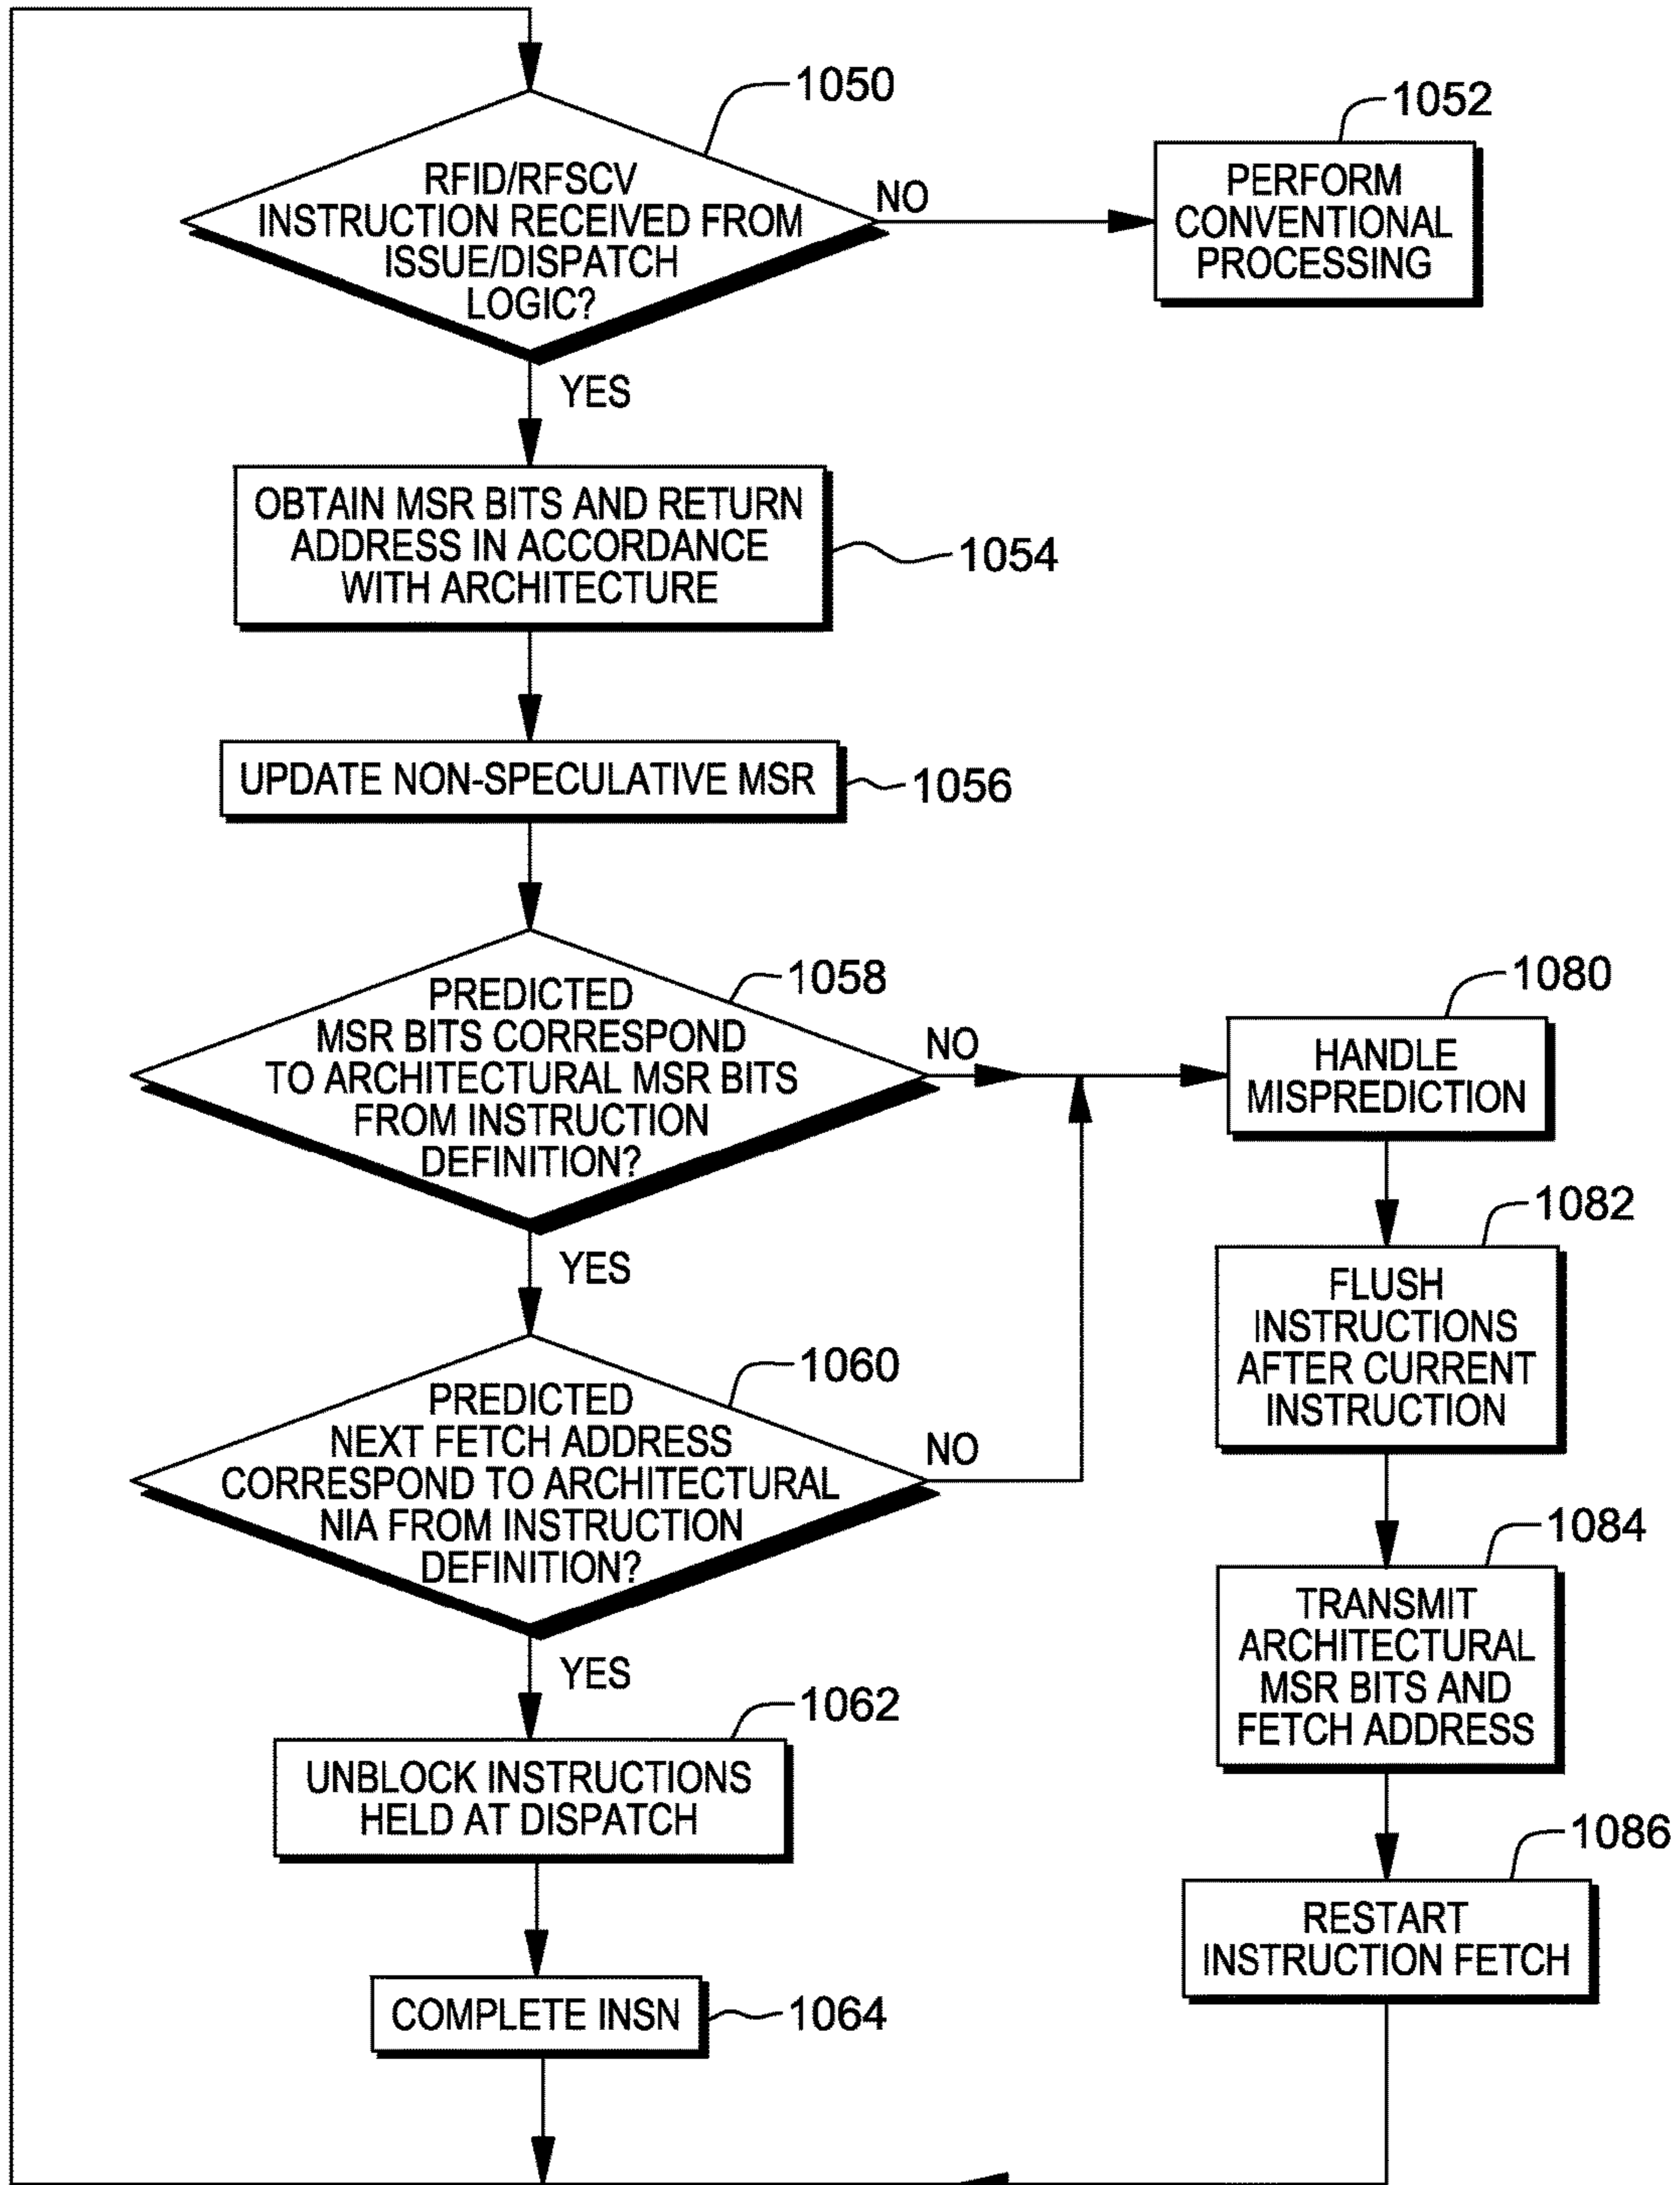 1050
RFID/RFSCV
INSTRUCTION RECEIVED FROM
ISSUE/DISPATCH
LOGIC?
NO
1052
PERFORM
CONVENTIONAL
PROCESSING
YES
OBTAIN MSR BITS AND RETURN
ADDRESS IN ACCORDANCE
WITH ARCHITECTURE
1054
UPDATE NON-SPECULATIVE MSR
1056
PREDICTED
MSR BITS CORRESPOND
TO ARCHITECTURAL MSR BITS
FROM INSTRUCTION
DEFINITION?
1058
NO
YES
PREDICTED
NEXT FETCH ADDRESS
CORRESPOND TO ARCHITECTURAL
NIA FROM INSTRUCTION
DEFINITION?
1060
NO
YES
1062
UNBLOCK INSTRUCTIONS
HELD AT DISPATCH
COMPLETE INSN
1064
1080
HANDLE
MISPREDICTION
1082
FLUSH
INSTRUCTIONS
AFTER CURRENT
INSTRUCTION
1084
TRANSMIT
ARCHITECTURAL
MSR BITS AND
FETCH ADDRESS
1086
RESTART
INSTRUCTION FETCH